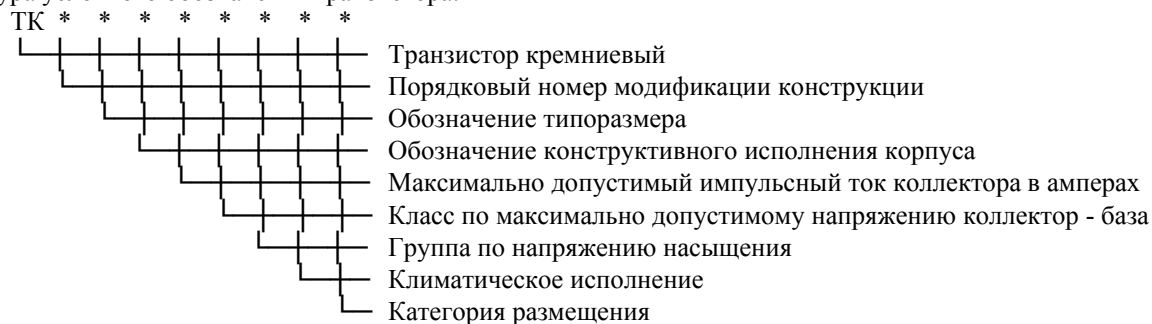 ТК * * * * * * * *
Транзистор кремниевый
Порядковый номер модификации конструкции
Обозначение типоразмера
Обозначение конструктивного исполнения корпуса
Максимально допустимый импульсный ток коллектора в амперах
Класс по максимально допустимому напряжению коллектор - база
Группа по напряжению насыщения
Климатическое исполнение
Категория размещения